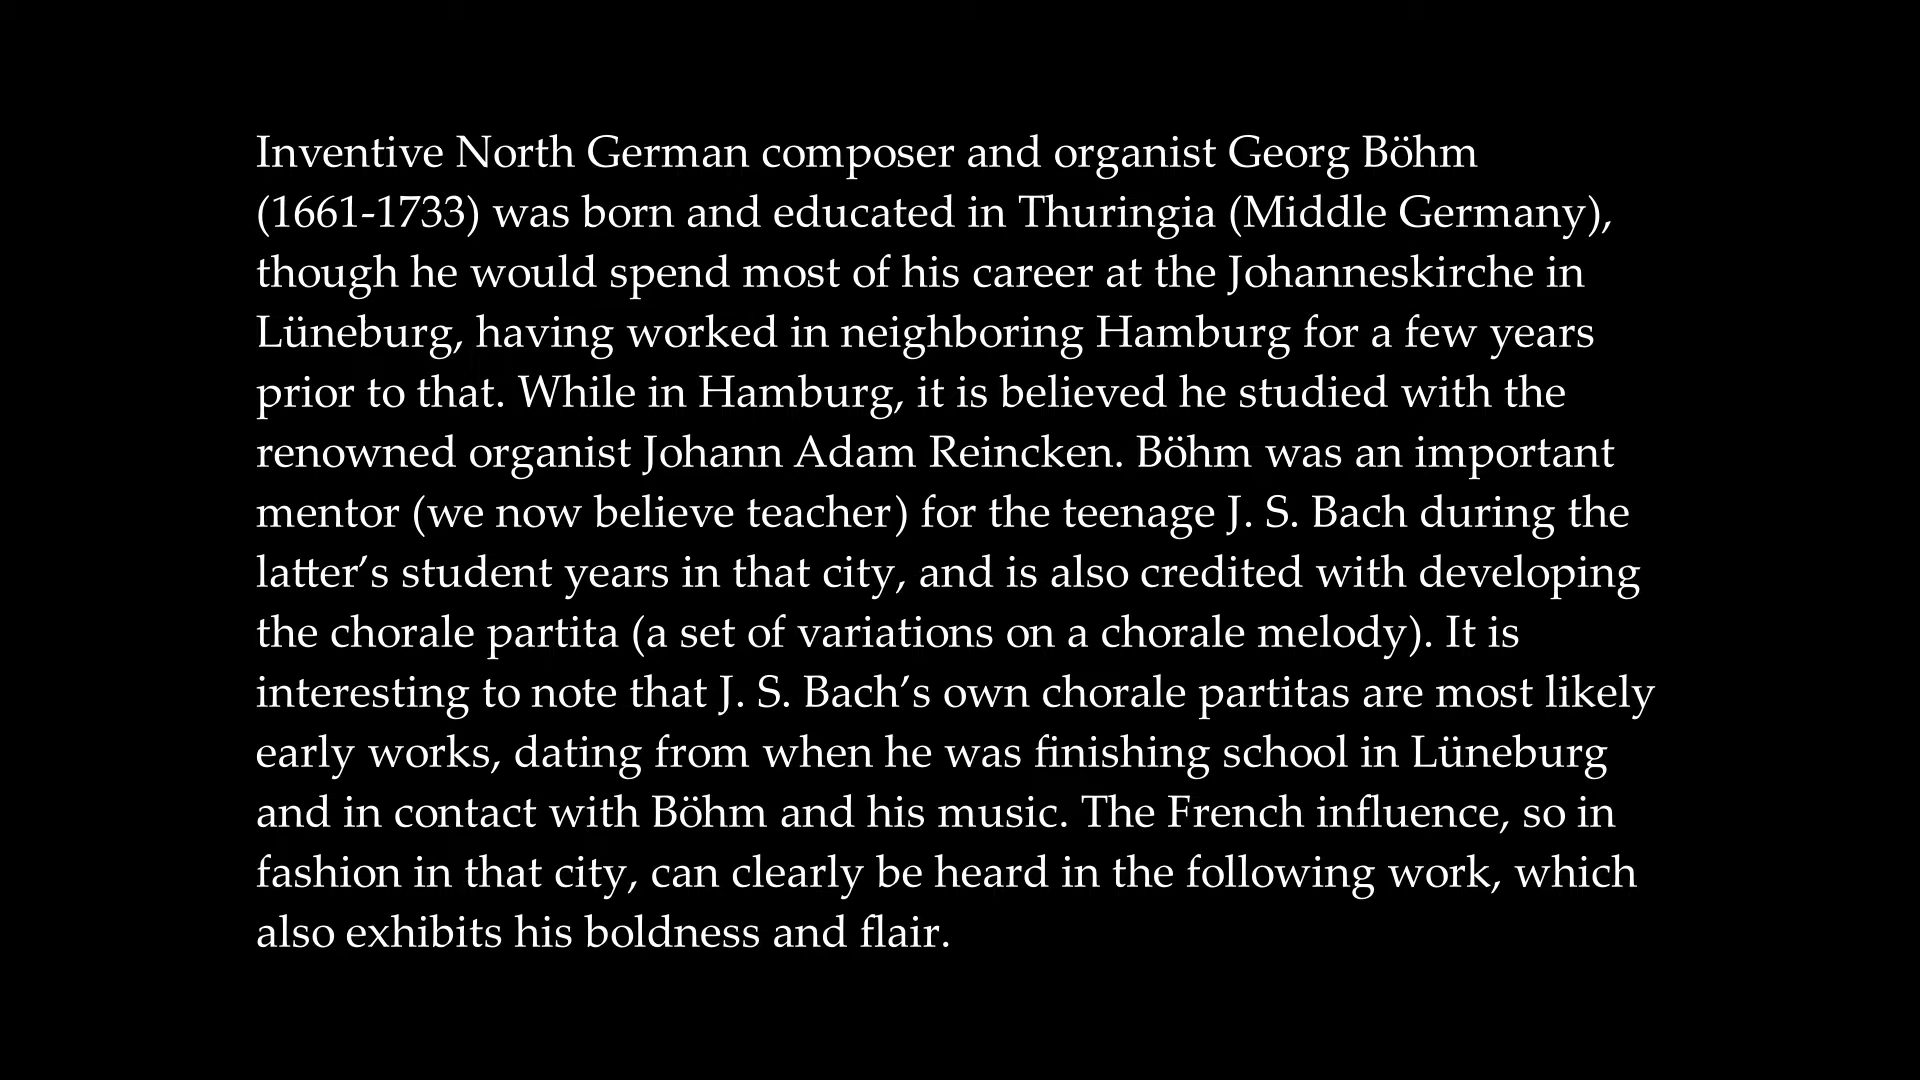 Inventive North German composer and organist Georg Böhm
(1661-1733) was born and educated in Thuringia (Middle Germany),
though he would spend most of his career at the Johanneskirche in
Lüneburg, having worked in neighboring Hamburg for a few years
prior to that. While in Hamburg, it is believed he studied with the
renowned organist Johann Adam Reincken. Böhm was an important
mentor (we now believe teacher) for the teenage J. S. Bach during the
latter’s student years in that city, and is also credited with developing
the chorale partita (a set of variations on a chorale melody). It is
interesting to note that J. S. Bach’s own chorale partitas are most likely
early works, dating from when he was finishing school in Lüneburg
and in contact with Böhm and his music. The French influence, so in
fashion in that city, can clearly be heard in the following work, which
also exhibits his boldness and flair.